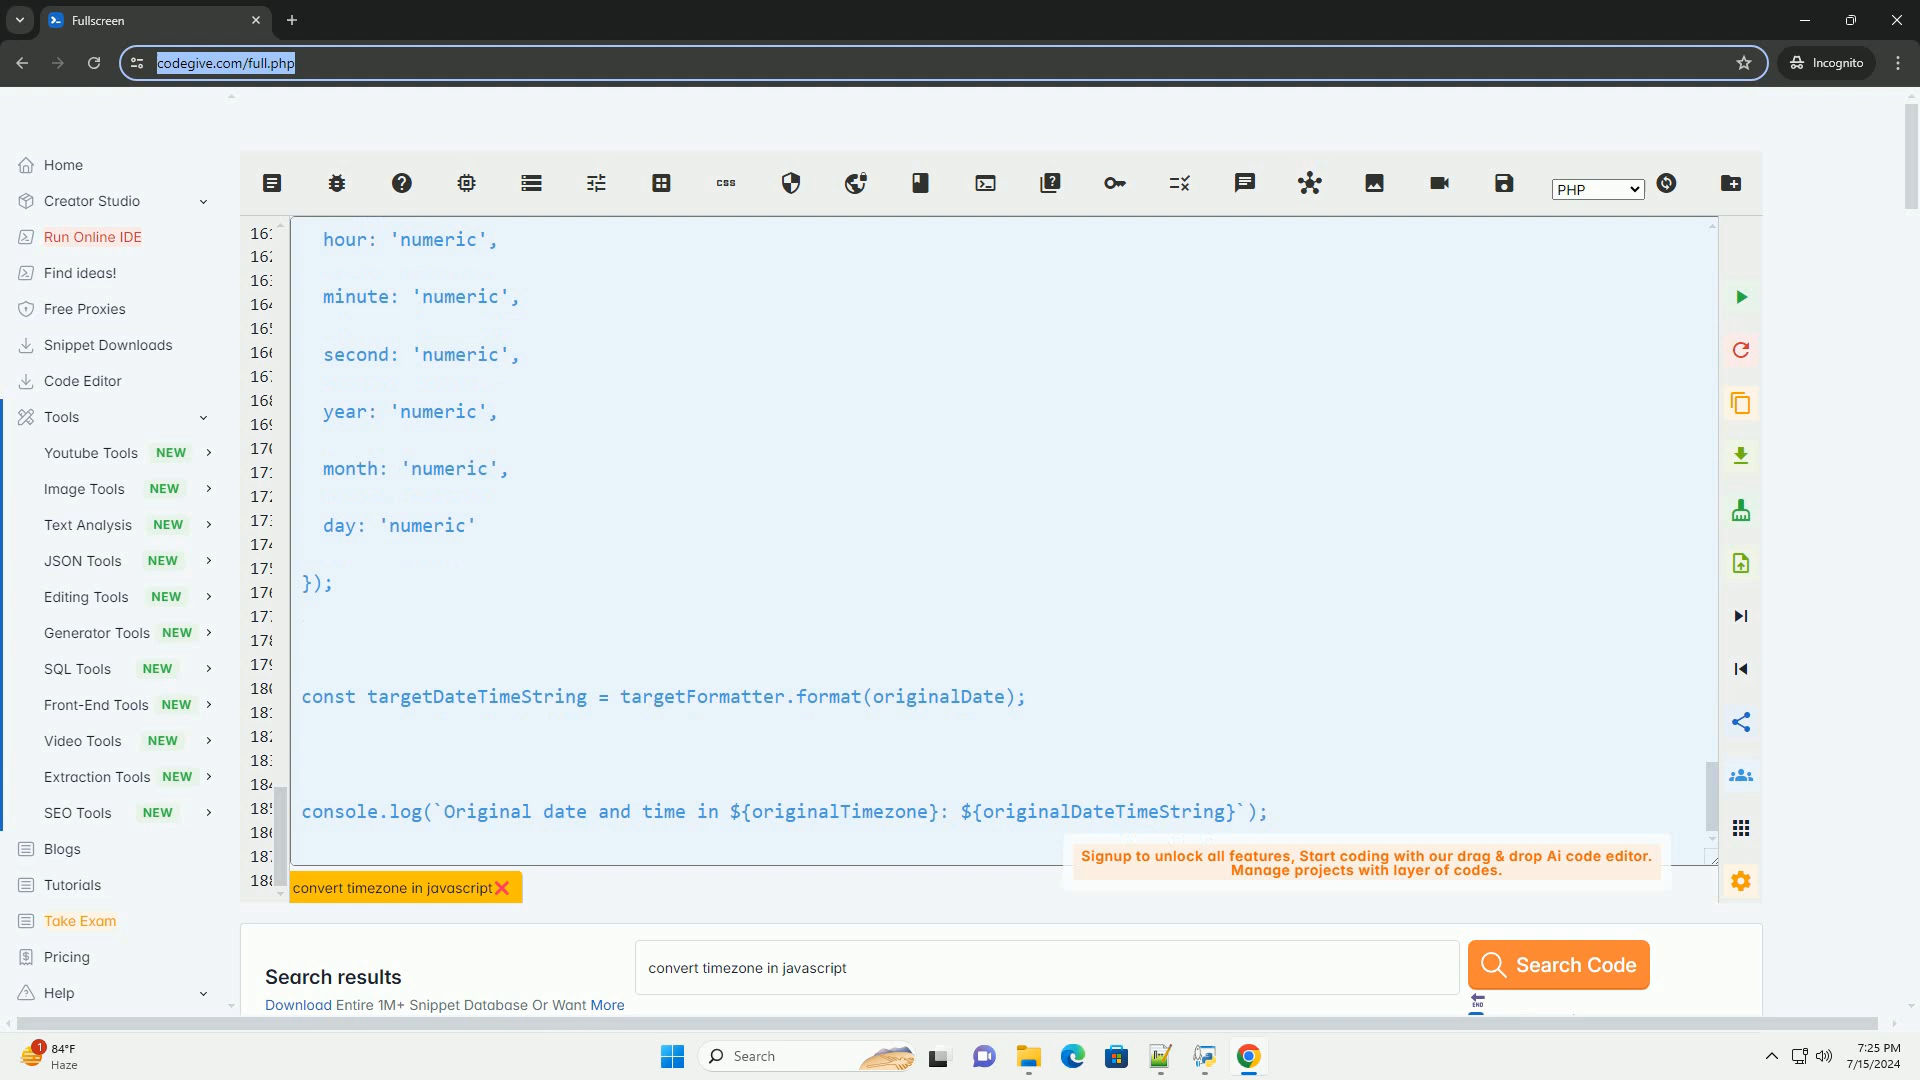 Fullscreen
codegive.com/full.php
Incognito
Home
Creator Studio
Run Online IDE
Find ideas!
Free Proxies
Snippet Downloads
Code Editor
Tools
Youtube Tools NEW
Image Tools NEW
Text Analysis NEW
JSON Tools NEW
Editing Tools NEW
Generator Tools NEW
SQL Tools NEW
Front-End Tools NEW
Video Tools NEW
Extraction Tools NEW
SEO Tools NEW
Blogs
Tutorials
Take Exam
Pricing
Help
css
PHP
162
164
170
hour: 'numeric',
minute: 'numeric',
second: 'numeric',
year: 'numeric',
month: 'numeric',
day: 'numeric'
});
const targetDateTimeString = targetFormatter.format(originalDate);
console.log(`Original date and time in ${originalTimezone}: ${originalDateTimeString}`);
Signup to unlock all features, Start coding with our drag & drop Ai code editor.
Manage projects with layer of codes.
convert timezone in javascript
Search results
Download Entire 1M+ Snippet Database Or Want More
convert timezone in javascript
Search Code
END
1
84°F
Haze
Search
7:25 PM
7/15/2024